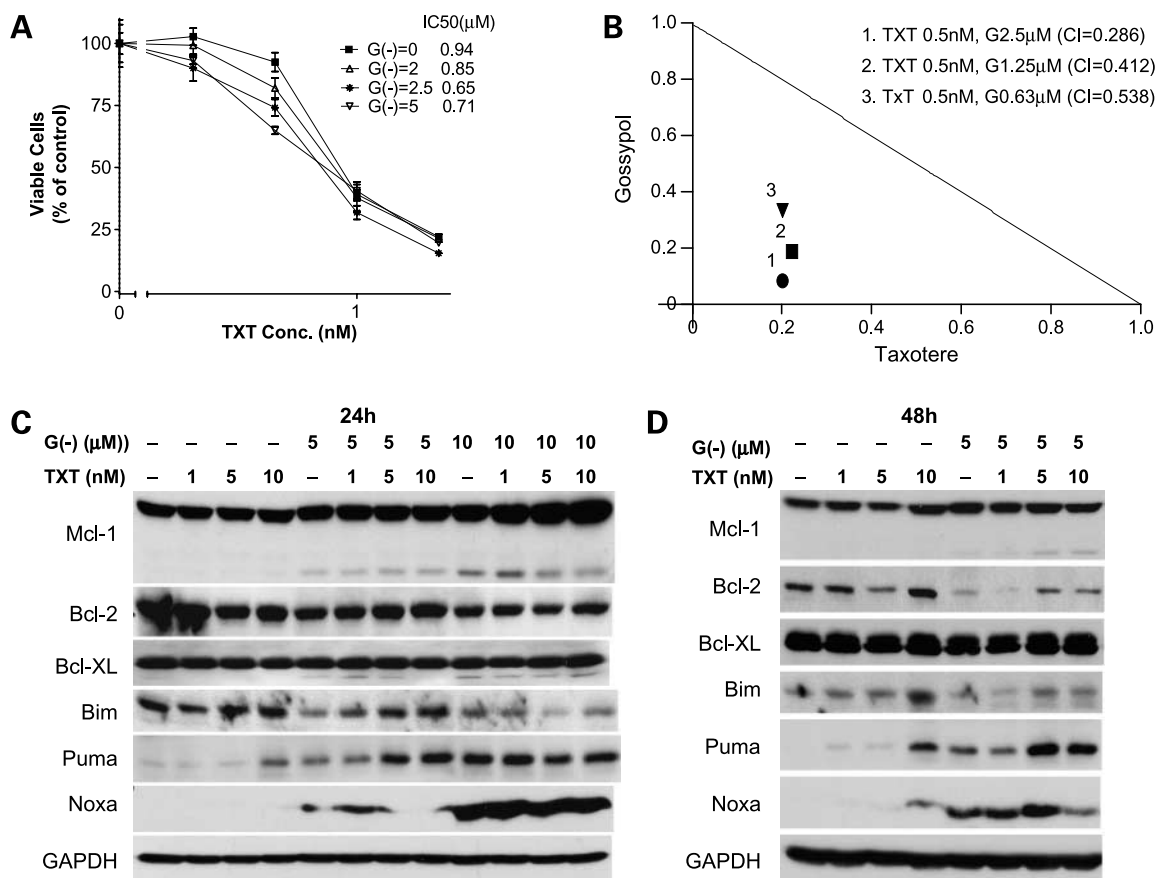 A
IC50(μM)
G(-)=0 0.94
G(-)=2 0.85
G(-)=2.5 0.65
G(-)=5 0.71
Viable Cells
(% of control)
100
75
50
25
0
0 1
TXT Conc. (nM)
B
1. TXT 0.5nM, G2.5μM (CI=0.286)
2. TXT 0.5nM, G1.25μM (CI=0.412)
3. TxT 0.5nM, G0.63μM (CI=0.538)
Gossypol
1.0
0.8
0.6
0.4
0.2
0
3
2
1
0 0.2 0.4 0.6 0.8 1.0
Taxotere
C
24h
G(-) (μM)) – – – – 5 5 5 5 10 10 10 10
TXT (nM) – 1 5 10 – 1 5 10 – 1 5 10
Mcl-1
Bcl-2
Bcl-XL
Bim
Puma
Noxa
GAPDH
D
48h
G(-) (μM) – – – – 5 5 5 5
TXT (nM) – 1 5 10 – 1 5 10
Mcl-1
Bcl-2
Bcl-XL
Bim
Puma
Noxa
GAPDH